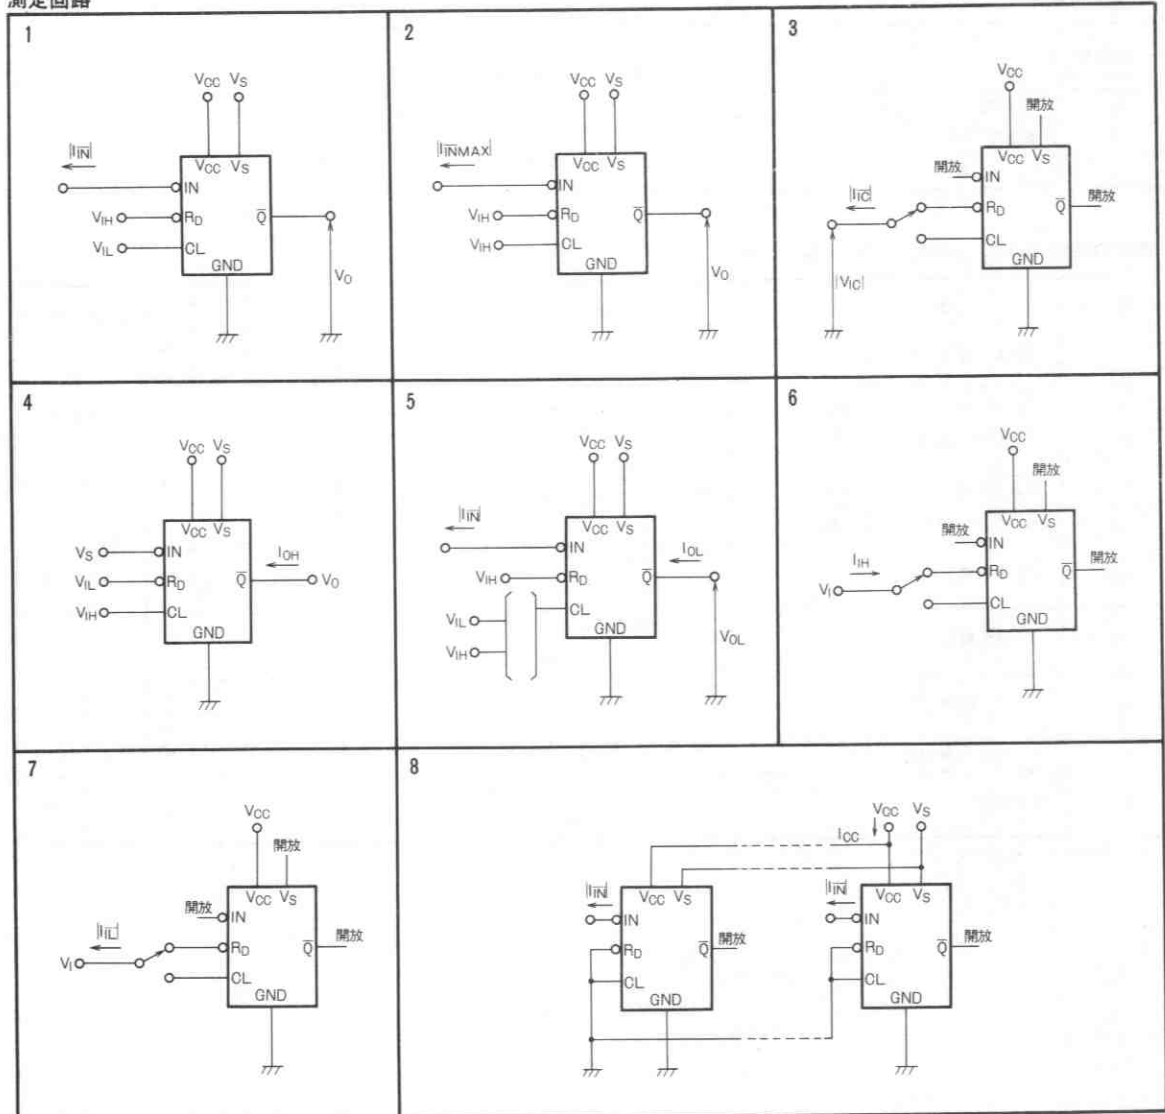 測定回路
1
VCC VS
|IIN|
VCC VS
IN
VIH RD Q̅
VIL CL
GND
VO
2
VCC VS
|IINMAX|
VCC VS
IN
VIH RD Q̅
VIH CL
GND
VO
3
VCC
開放
VCC VS
開放 IN
|IIC| RD Q̅ 開放
CL
|VIC|
GND
4
VCC VS
VCC VS
VS IN
IOH
VIL RD Q̅ VO
VIH CL
GND
5
VCC VS
|IIN|
VCC VS
IN
IOL
VIH RD Q̅
VIL CL
VIH
GND
VOL
6
VCC
開放
VCC VS
開放 IN
IIH
RD Q̅ 開放
VI
CL
GND
7
VCC
開放
VCC VS
開放 IN
|IIL|
RD Q̅ 開放
VI
CL
GND
8
VCC VS
ICC
VCC VS VCC VS
|IIN| |IIN|
IN IN
RD Q̅ 開放 RD Q̅ 開放
CL CL
GND GND